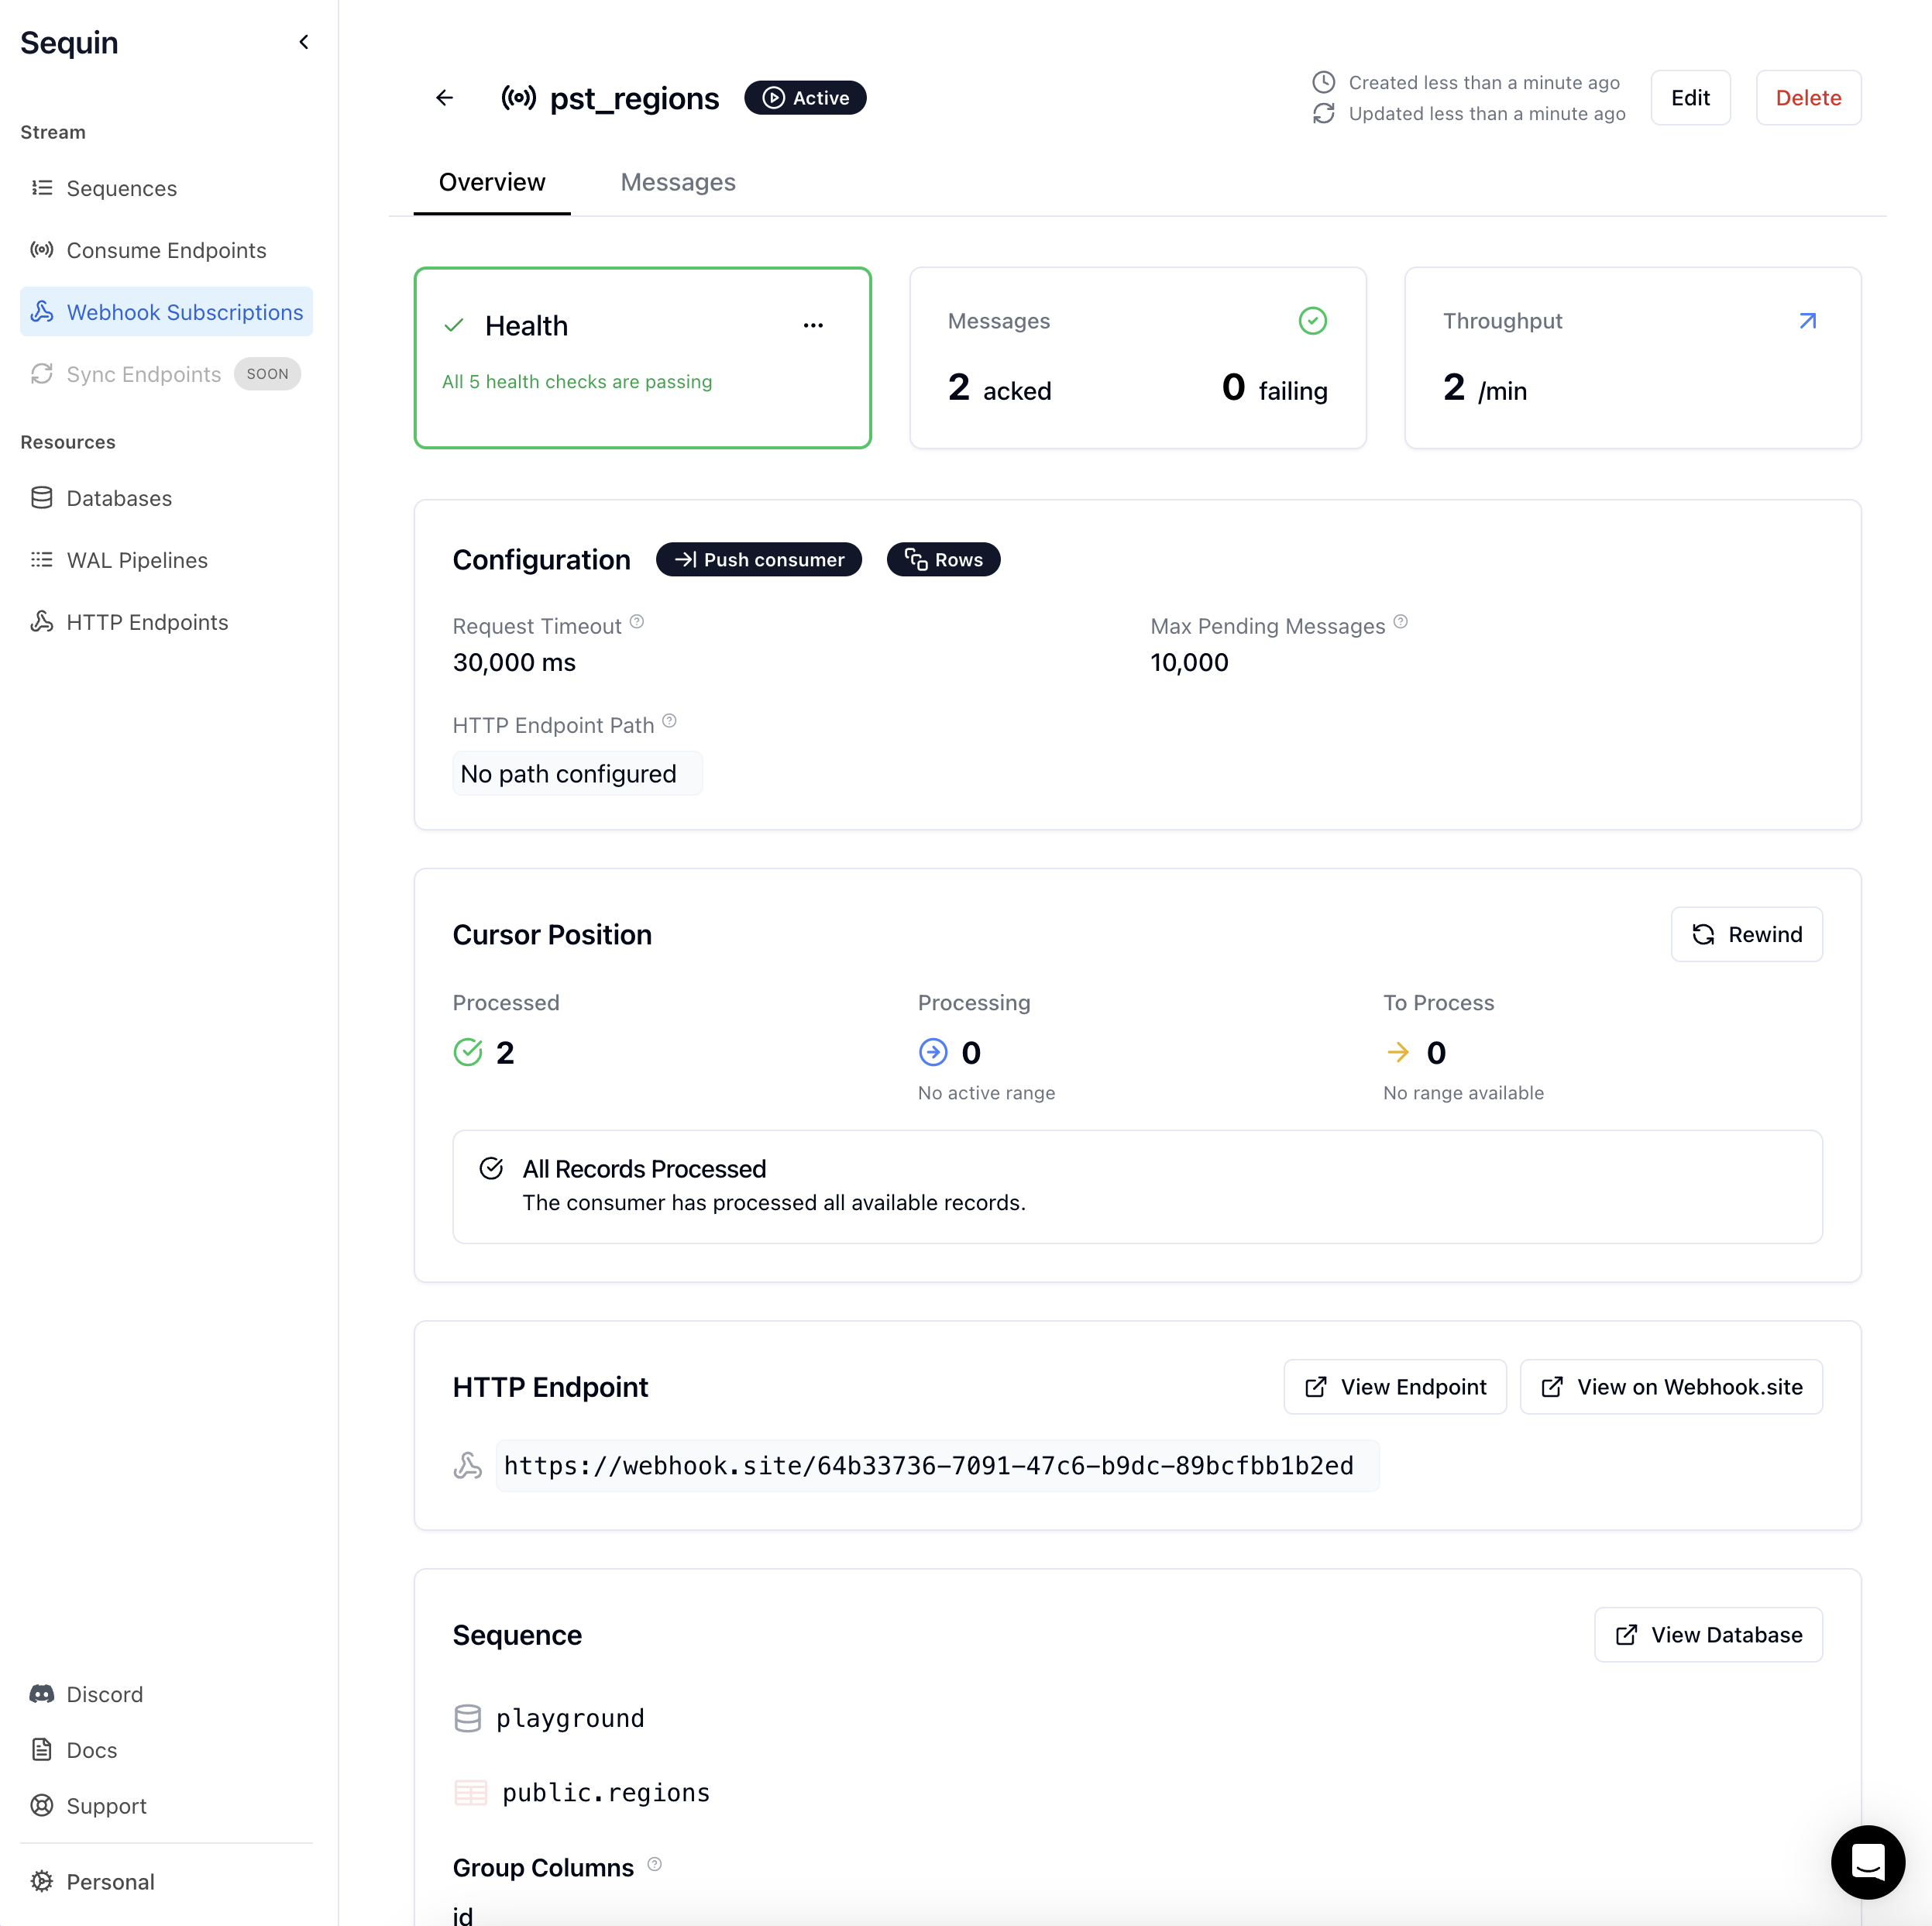 Sequin
Stream
Sequences
Consume Endpoints
Webhook Subscriptions
Sync Endpoints SOON
Resources
Databases
WAL Pipelines
HTTP Endpoints
Discord
Docs
Support
Personal
pst_regions Active
Created less than a minute ago
Updated less than a minute ago
Edit
Delete
Overview Messages
Health
All 5 health checks are passing
Messages
2 acked 0 failing
Throughput
2 /min
Configuration Push consumer Rows
Request Timeout
30,000 ms
Max Pending Messages
10,000
HTTP Endpoint Path
No path configured
Cursor Position Rewind
Processed
2
Processing
0
No active range
To Process
0
No range available
All Records Processed
The consumer has processed all available records.
HTTP Endpoint View Endpoint View on Webhook.site
https://webhook.site/64b33736-7091-47c6-b9dc-89bcfbb1b2ed
Sequence View Database
playground
public.regions
Group Columns
id